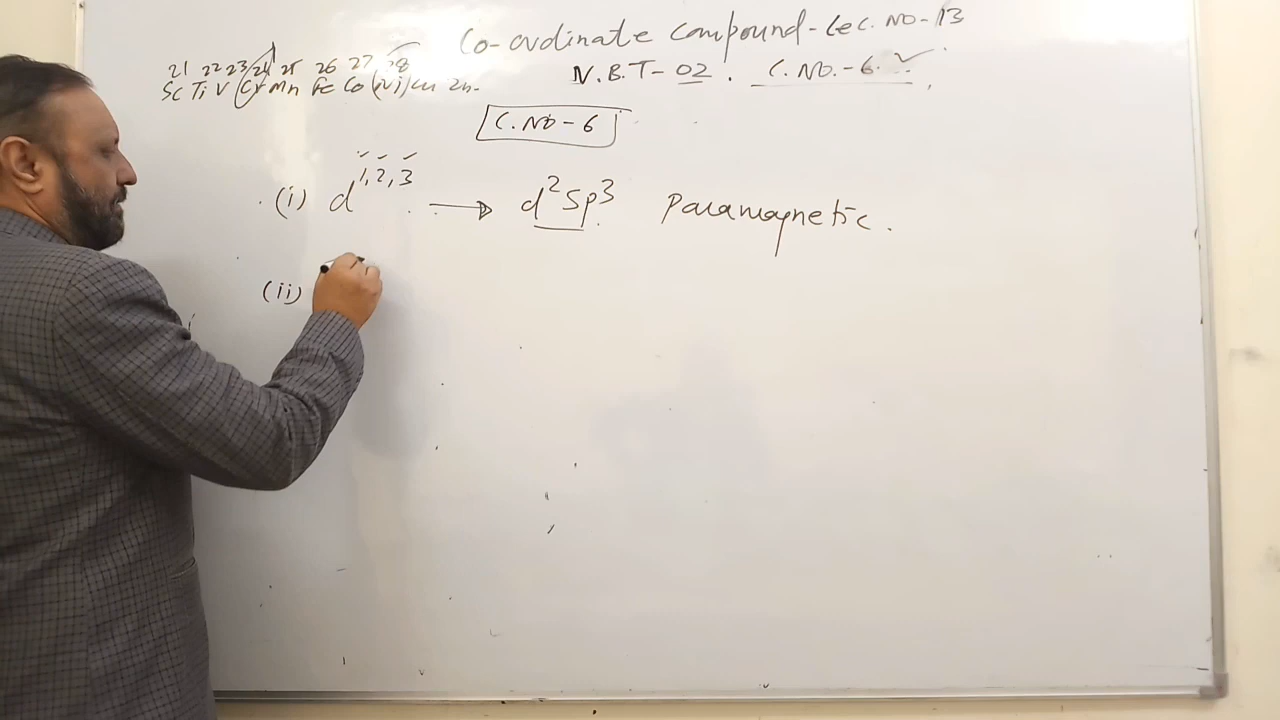 Co-ordinate compound-Lec. NO-13
21 22 23 24 25 26 27 28
Sc Ti V Cr Mn Fe Co Ni Cu Zn.
V.B.T-02. C.NO.-6.
C.NO-6
(i) d^1,2,3 → d²sp³ Paramagnetic.
(ii)